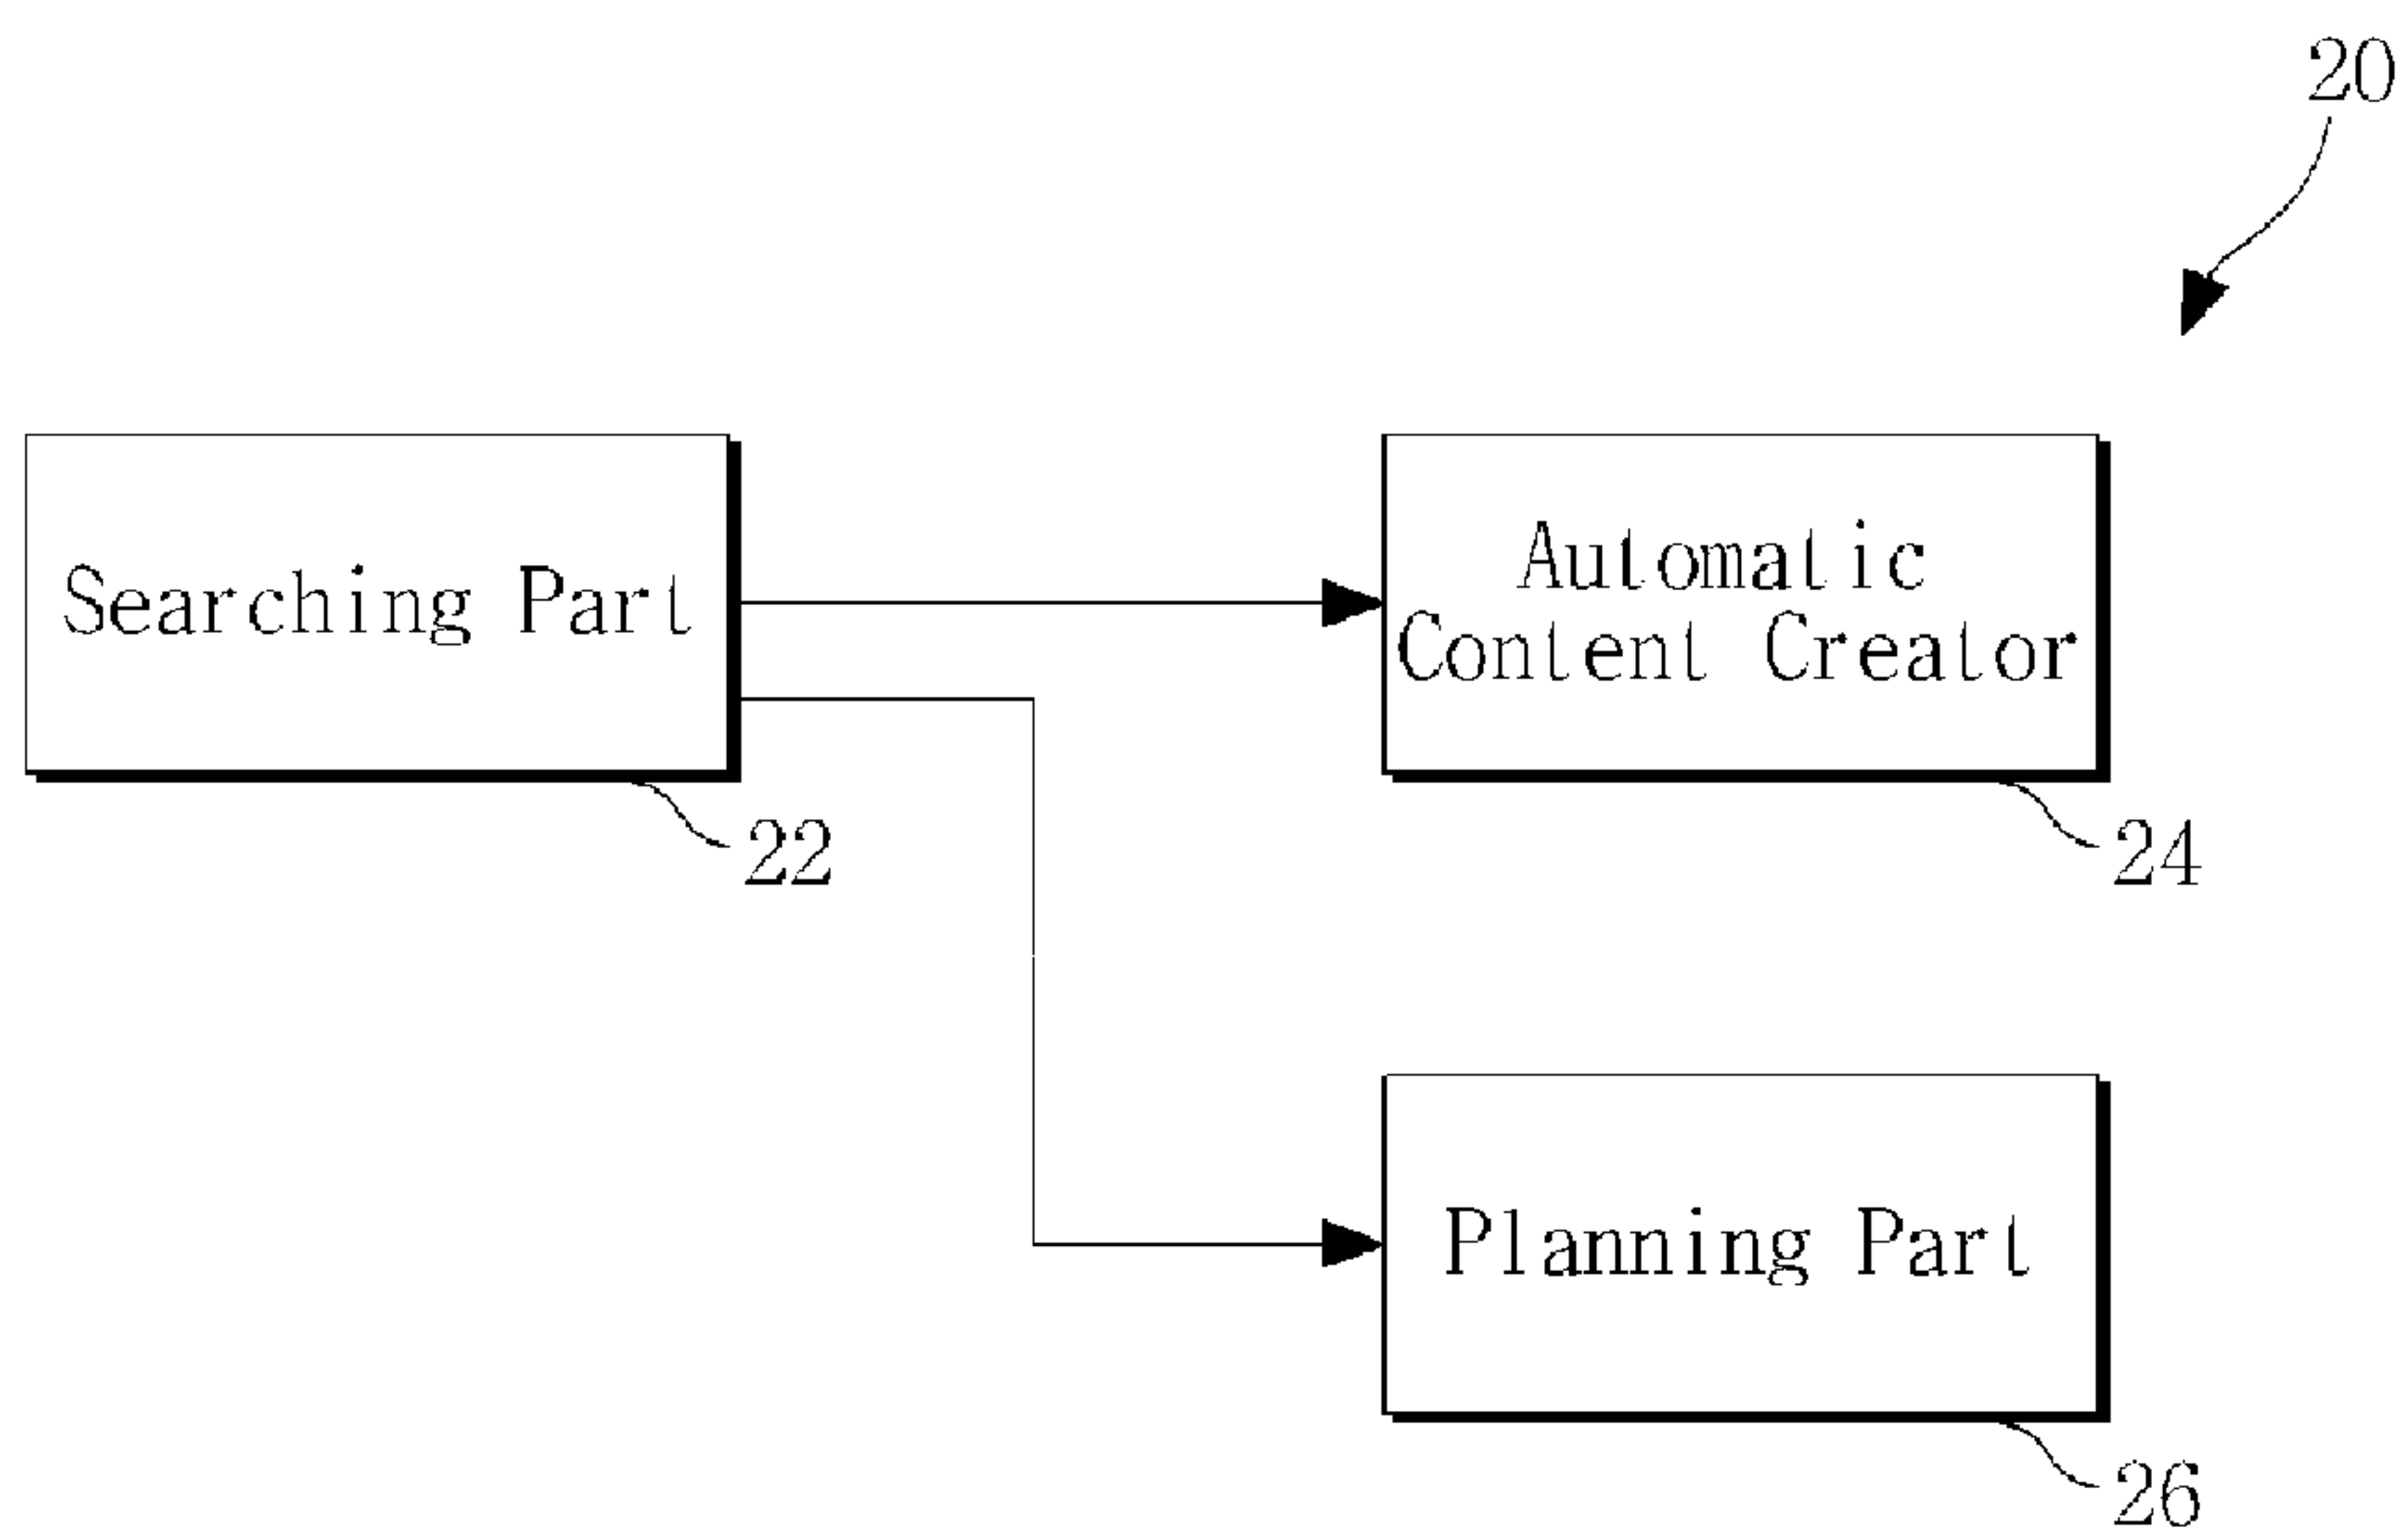 20
Searching Part
Automatic
Content Creator
22
24
Planning Part
26